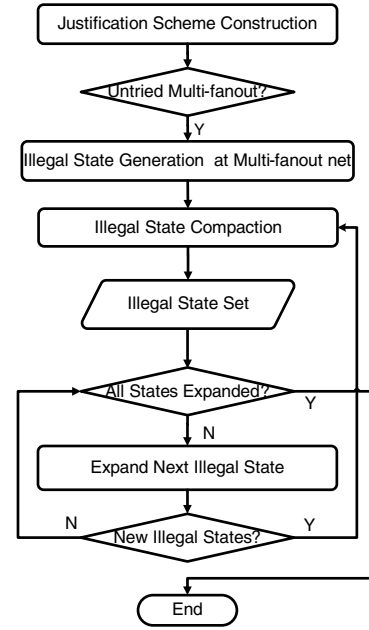 Justification Scheme Construction
Untried Multi-fanout?
Y
Illegal State Generation at Multi-fanout net
Illegal State Compaction
Illegal State Set
All States Expanded?
Y
N
Expand Next Illegal State
N
New Illegal States?
Y
End